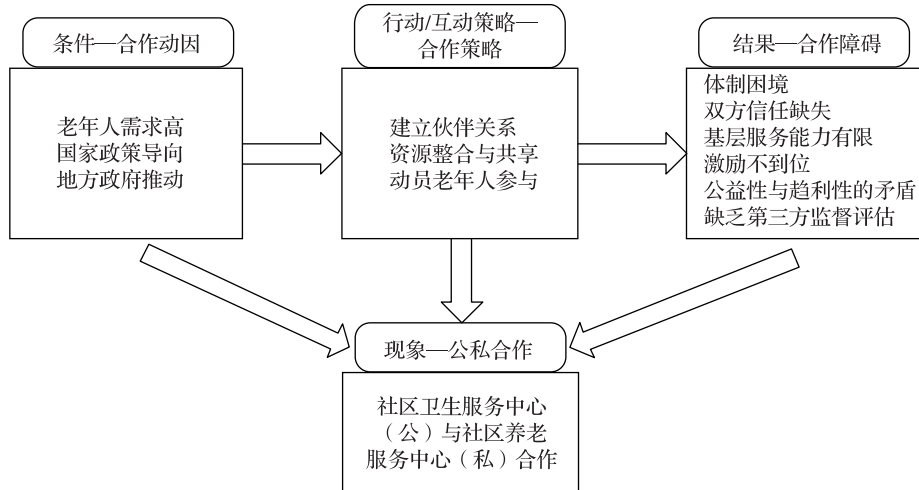 条件—合作动因
老年人需求高
国家政策导向
地方政府推动
行动/互动策略—
合作策略
建立伙伴关系
资源整合与共享
动员老年人参与
结果—合作障碍
体制困境
双方信任缺失
基层服务能力有限
激励不到位
公益性与趋利性的矛盾
缺乏第三方监督评估
现象—公私合作
社区卫生服务中心
（公）与社区养老
服务中心（私）合作